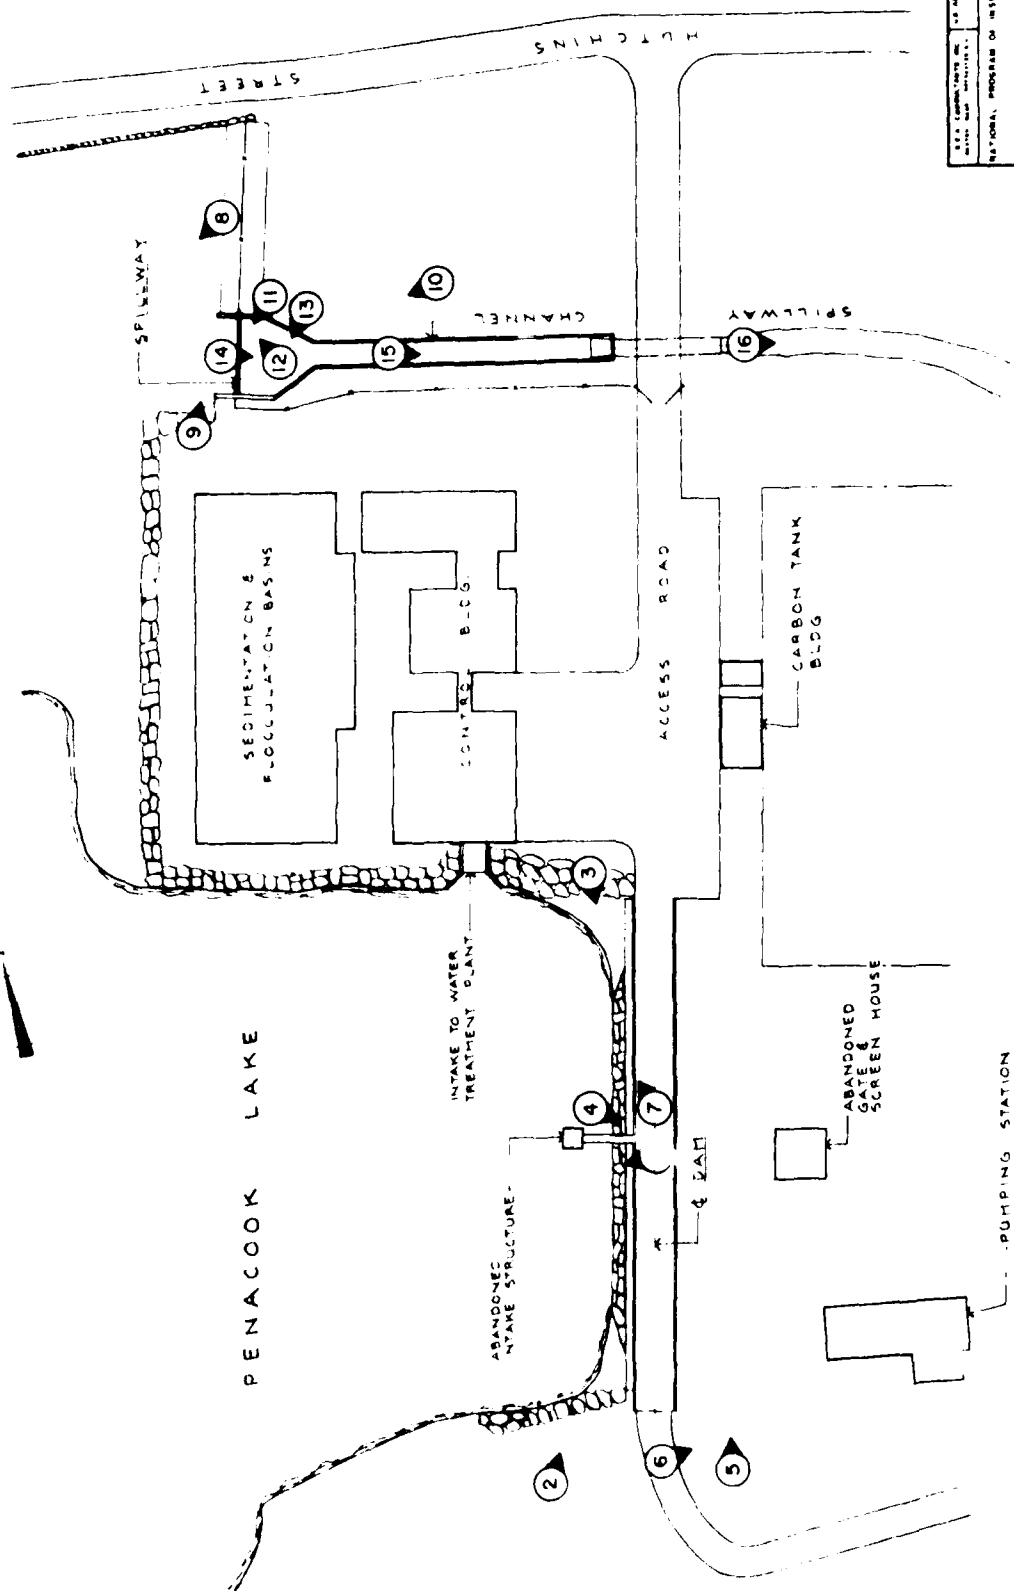 PENACOOK LAKE
ABANDONED
INTAKE STRUCTURE
INTAKE TO WATER
TREATMENT PLANT
SEDIMENTATION &
FLOCCULATION BASINS
CONTROL BLDG.
SPILLWAY
HUTCHINS STREET
SPILLWAY CHANNEL
ACCESS ROAD
CARBON TANK
BLDG
ABANDONED
GATE &
SCREEN HOUSE
PUMPING STATION
℄ DAM
2
3
4
5
6
7
8
9
10
11
12
13
14
15
16
NATIONAL PROGRAM OF